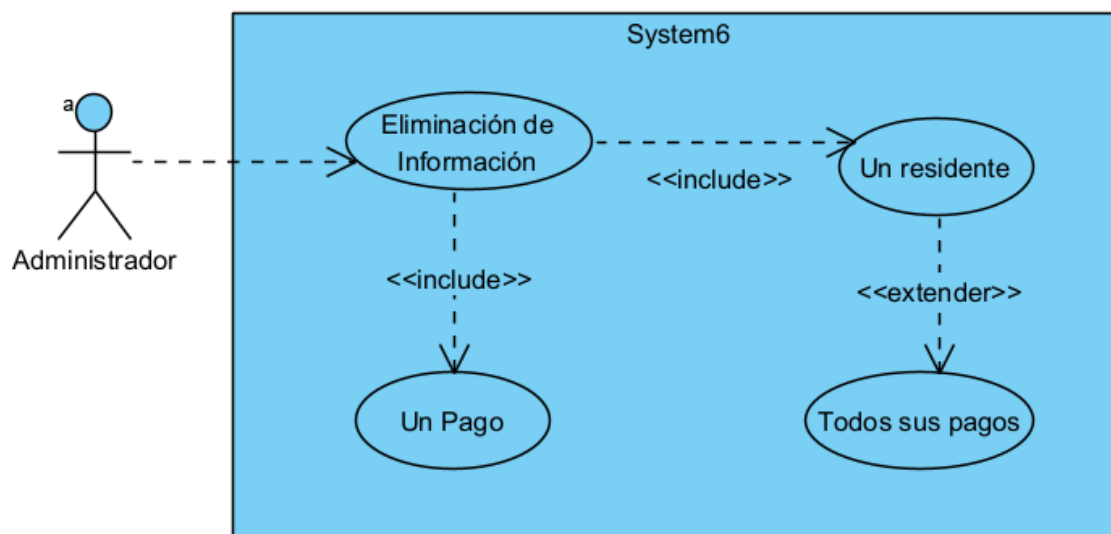 System6
a
Administrador
Eliminación de
Información
<<include>>
Un residente
<<include>>
<<extender>>
Un Pago
Todos sus pagos